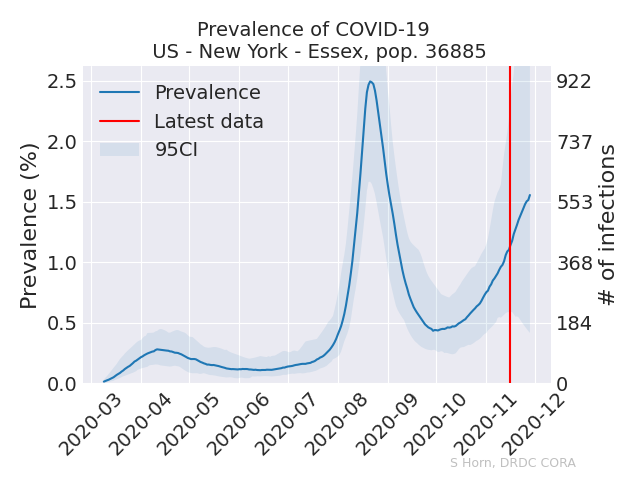 Prevalence of COVID-19
US - New York - Essex, pop. 36885
Prevalence
Latest data
95CI
Prevalence (%)
2.5
2.0
1.5
1.0
0.5
0.0
922
737
553
368
184
0
# of infections
2020-03
2020-04
2020-05
2020-06
2020-07
2020-08
2020-09
2020-10
2020-11
2020-12
S Horn, DRDC CORA